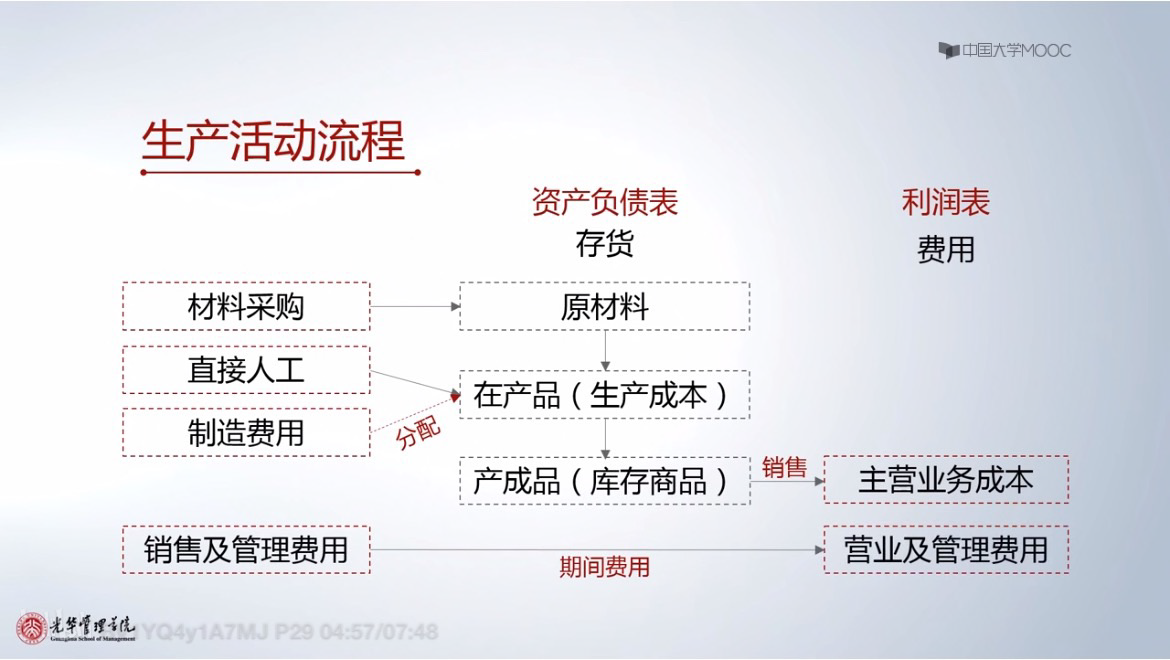 中国大学MOOC
生产活动流程
资产负债表
利润表
存货
费用
材料采购
原材料
直接人工
在产品（生产成本）
制造费用
分配
产成品（库存商品）
销售
主营业务成本
销售及管理费用
期间费用
营业及管理费用
光华管理学院
Guanghua School of Management
YQ4y1A7MJ P29 04:57/07:48